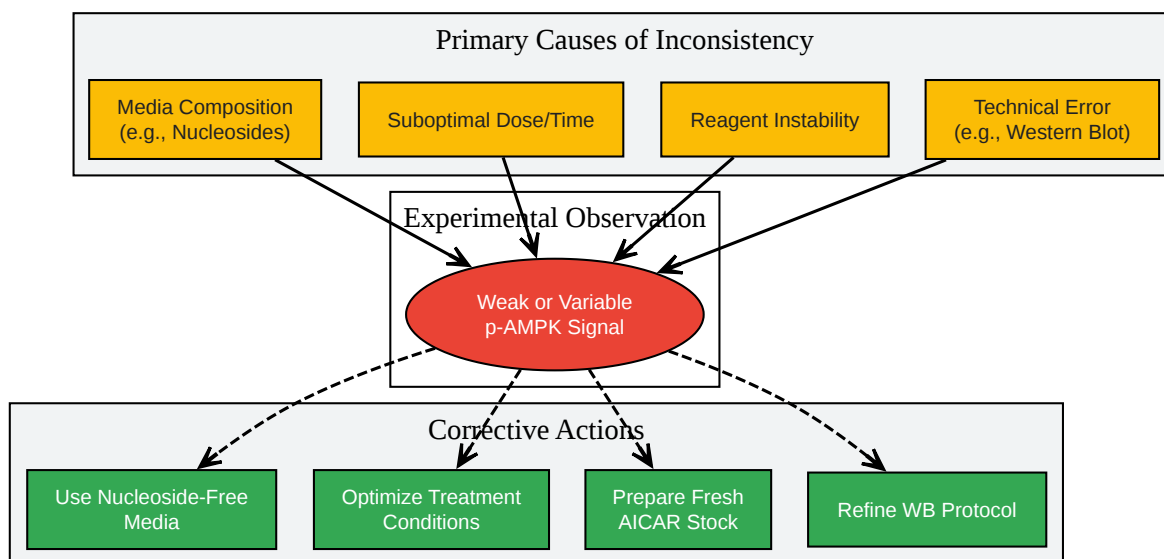 Primary Causes of Inconsistency
Media Composition
(e.g., Nucleosides)
Suboptimal Dose/Time
Reagent Instability
Technical Error
(e.g., Western Blot)
Experimental Observation
Weak or Variable
p-AMPK Signal
Corrective Actions
Use Nucleoside-Free
Media
Optimize Treatment
Conditions
Prepare Fresh
AICAR Stock
Refine WB Protocol